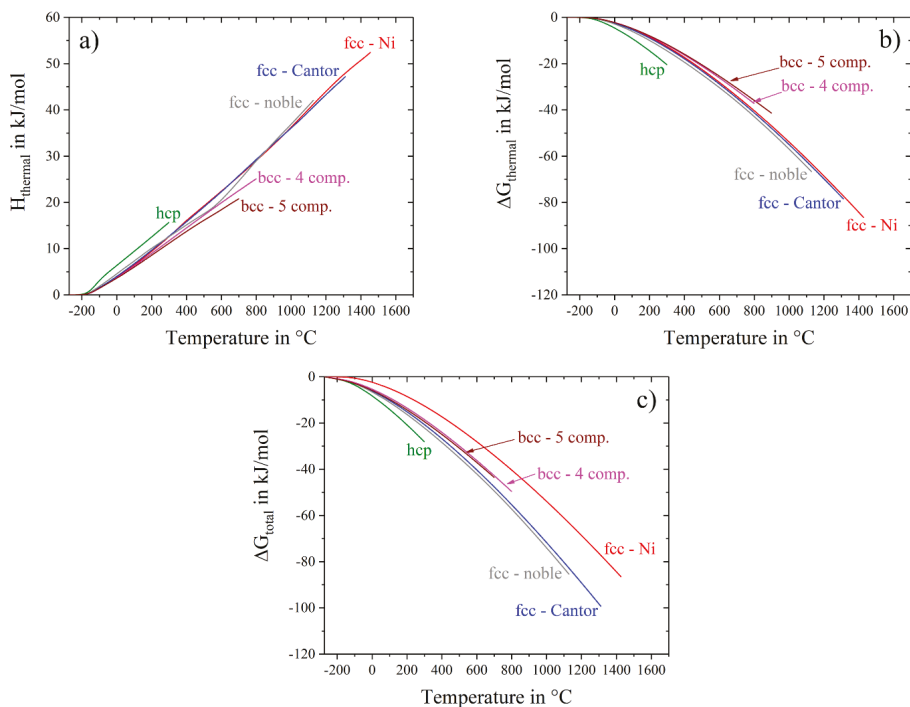 a)
60
50
40
30
20
10
0
H_thermal in kJ/mol
fcc - Ni
fcc - Cantor
fcc - noble
bcc - 4 comp.
bcc - 5 comp.
hcp
-200 0 200 400 600 800 1000 1200 1400 1600
Temperature in °C
b)
0
-20
-40
-60
-80
-100
-120
ΔG_thermal in kJ/mol
hcp
bcc - 5 comp.
bcc - 4 comp.
fcc - noble
fcc - Cantor
fcc - Ni
-200 0 200 400 600 800 1000 1200 1400 1600
Temperature in °C
c)
0
-20
-40
-60
-80
-100
-120
ΔG_total in kJ/mol
hcp
bcc - 5 comp.
bcc - 4 comp.
fcc - Ni
fcc - noble
fcc - Cantor
-200 0 200 400 600 800 1000 1200 1400 1600
Temperature in °C